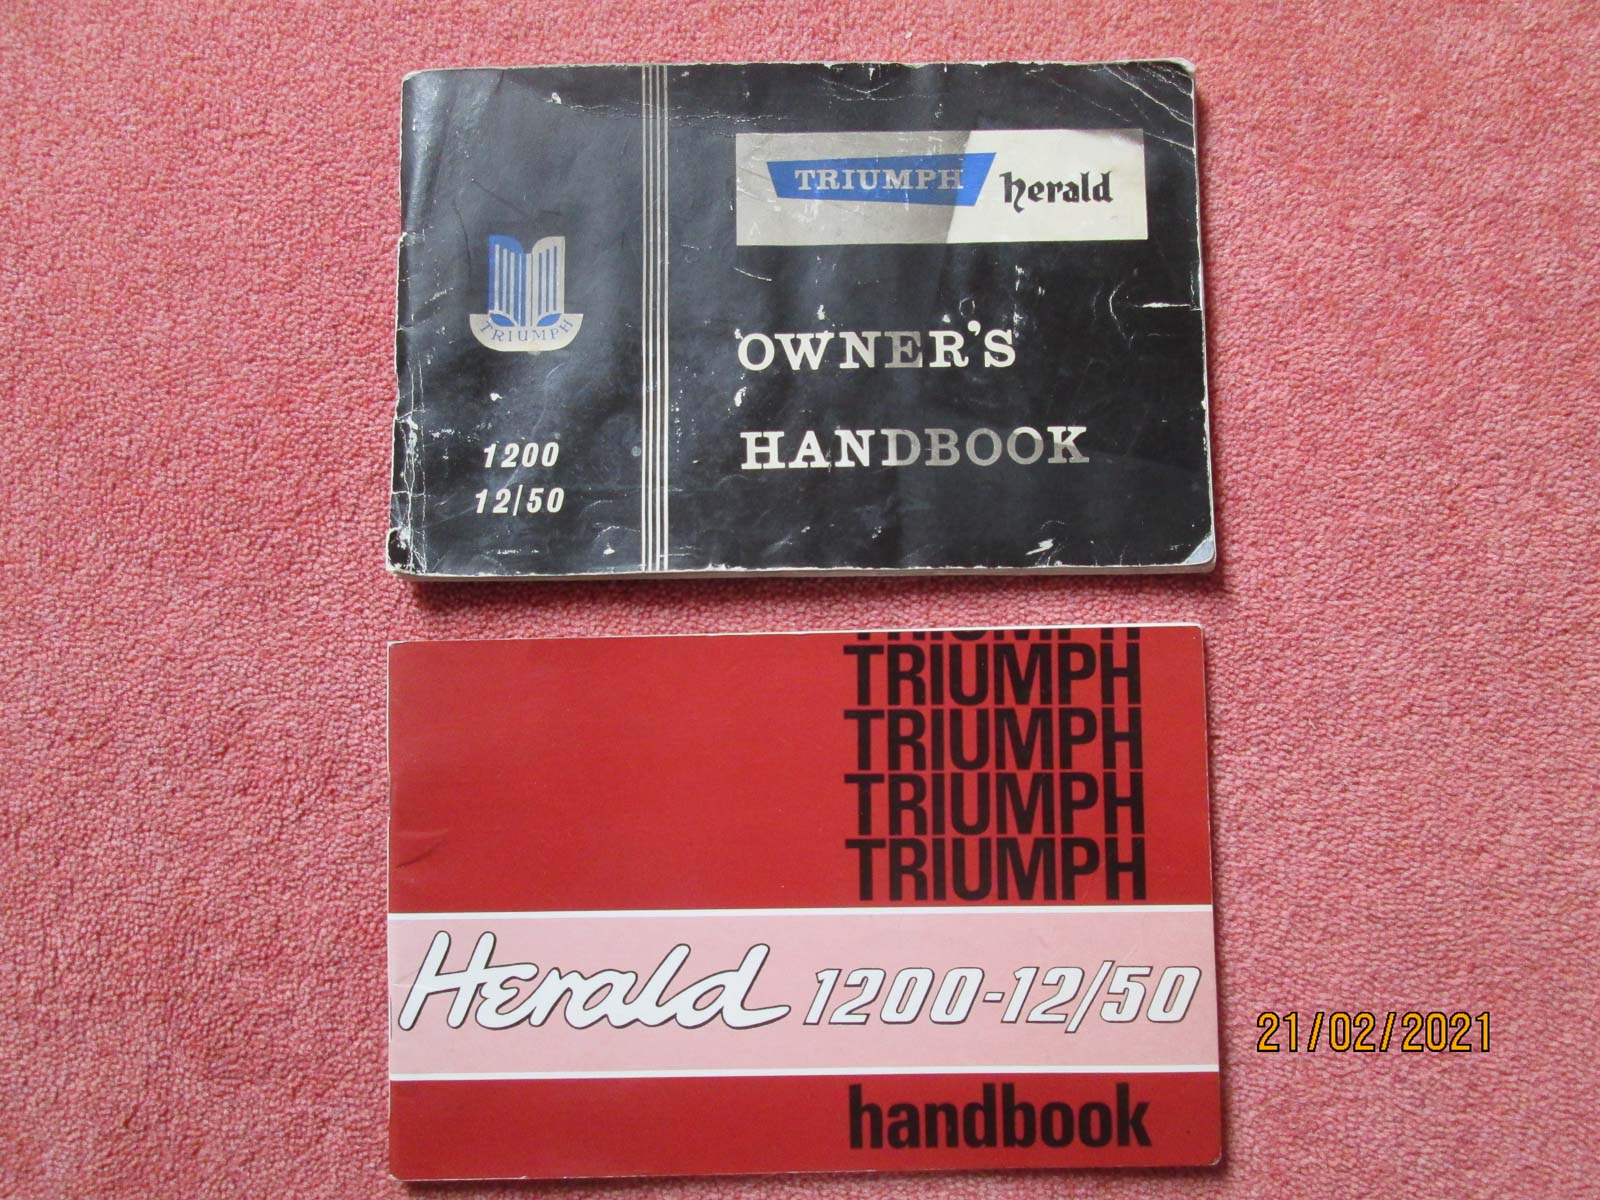 TRIUMPH herald
TRIUMPH
OWNER'S
HANDBOOK
1200
12/50
TRIUMPH
TRIUMPH
TRIUMPH
TRIUMPH
TRIUMPH
Herald 1200-12/50
handbook
21/02/2021